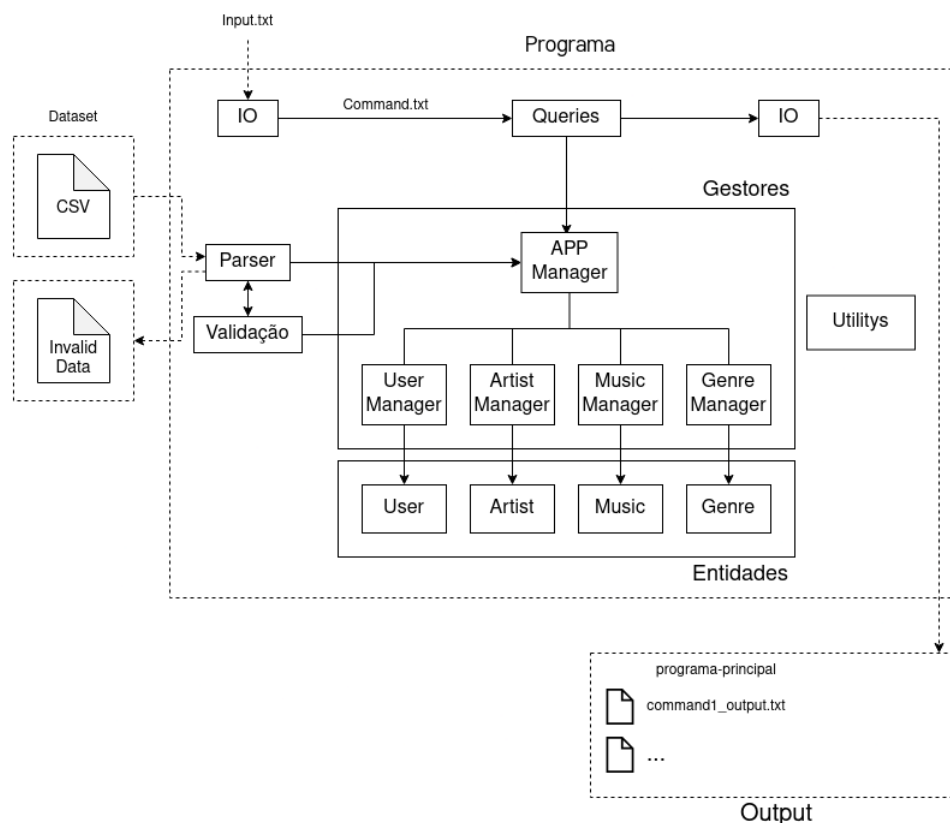 Input.txt
Programa
Dataset
IO
Command.txt
Queries
IO
CSV
Gestores
Parser
APP
Manager
Validação
Utilitys
Invalid
Data
User
Manager
Artist
Manager
Music
Manager
Genre
Manager
User
Artist
Music
Genre
Entidades
programa-principal
command1_output.txt
...
Output